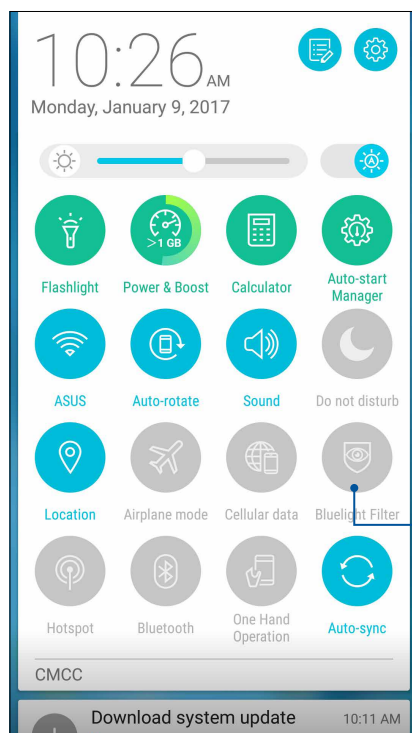 10:26 AM
Monday, January 9, 2017
A
>1 GB
Flashlight
Power & Boost
Calculator
Auto-start
Manager
ASUS
Auto-rotate
Sound
Do not disturb
Location
Airplane mode
Cellular data
Bluelight Filter
Hotspot
Bluetooth
One Hand
Operation
Auto-sync
CMCC
Download system update 10:11 AM